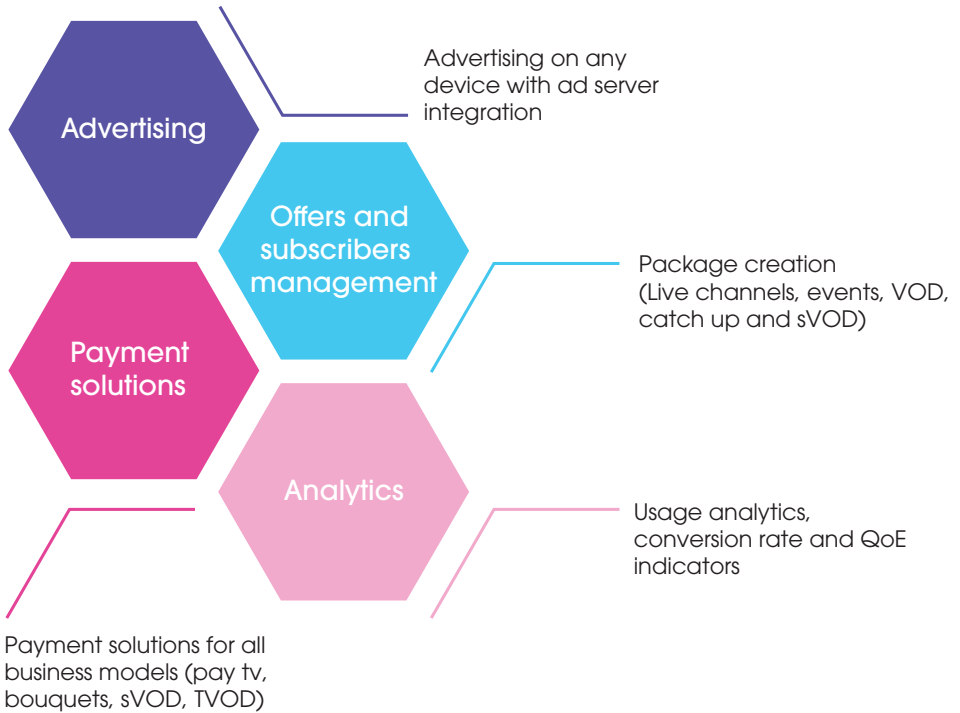 Advertising
Advertising on any
device with ad server
integration
Offers and
subscribers
management
Package creation
(Live channels, events, VOD,
catch up and sVOD)
Payment
solutions
Analytics
Usage analytics,
conversion rate and QoE
indicators
Payment solutions for all
business models (pay tv,
bouquets, sVOD, TVOD)